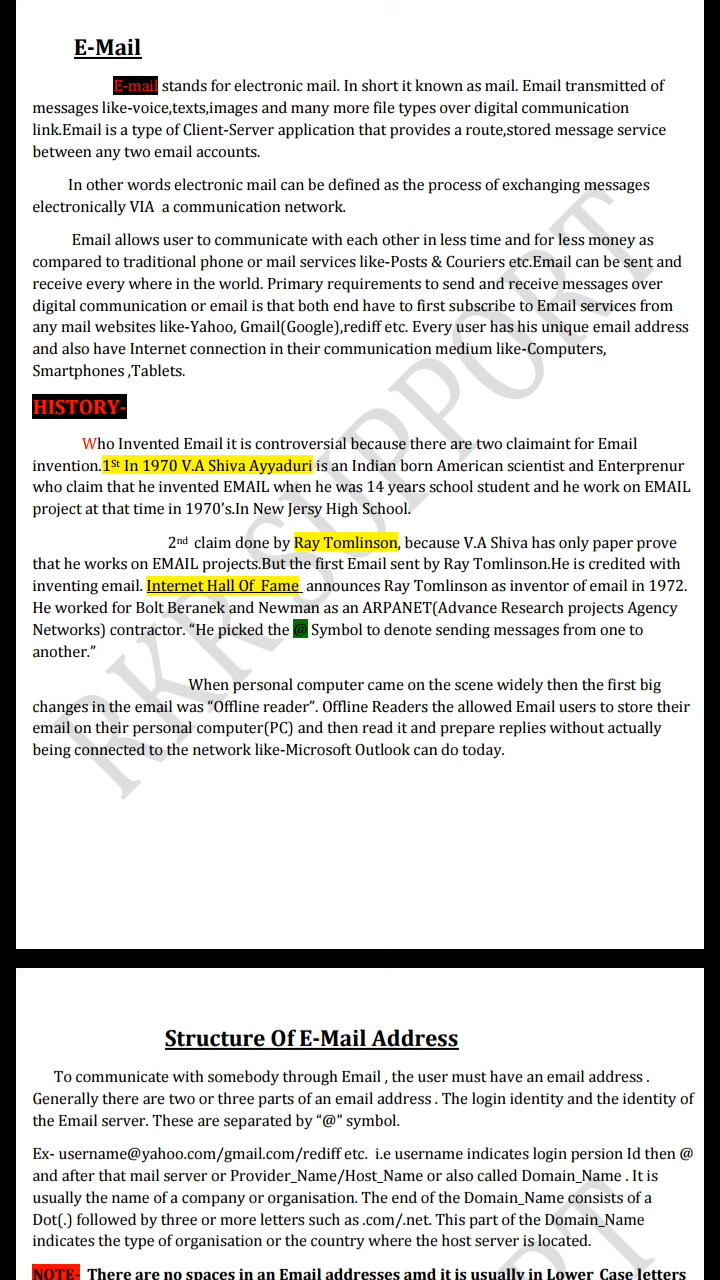 E-Mail
E-mail stands for electronic mail. In short it known as mail. Email transmitted of
messages like-voice,texts,images and many more file types over digital communication
link.Email is a type of Client-Server application that provides a route,stored message service
between any two email accounts.
In other words electronic mail can be defined as the process of exchanging messages
electronically VIA a communication network.
Email allows user to communicate with each other in less time and for less money as
compared to traditional phone or mail services like-Posts & Couriers etc.Email can be sent and
receive every where in the world. Primary requirements to send and receive messages over
digital communication or email is that both end have to first subscribe to Email services from
any mail websites like-Yahoo, Gmail(Google),rediff etc. Every user has his unique email address
and also have Internet connection in their communication medium like-Computers,
Smartphones ,Tablets.
HISTORY-
Who Invented Email it is controversial because there are two claimaint for Email
invention.1St In 1970 V.A Shiva Ayyaduri is an Indian born American scientist and Enterprenur
who claim that he invented EMAIL when he was 14 years school student and he work on EMAIL
project at that time in 1970's.In New Jersy High School.
2nd claim done by Ray Tomlinson, because V.A Shiva has only paper prove
that he works on EMAIL projects.But the first Email sent by Ray Tomlinson.He is credited with
inventing email. Internet Hall Of Fame announces Ray Tomlinson as inventor of email in 1972.
He worked for Bolt Beranek and Newman as an ARPANET(Advance Research projects Agency
Networks) contractor. “He picked the @ Symbol to denote sending messages from one to
another.”
When personal computer came on the scene widely then the first big
changes in the email was “Offline reader”. Offline Readers the allowed Email users to store their
email on their personal computer(PC) and then read it and prepare replies without actually
being connected to the network like-Microsoft Outlook can do today.
RKR SUPPORT
Structure Of E-Mail Address
To communicate with somebody through Email , the user must have an email address .
Generally there are two or three parts of an email address . The login identity and the identity of
the Email server. These are separated by “@” symbol.
Ex- username@yahoo.com/gmail.com/rediff etc. i.e username indicates login persion Id then @
and after that mail server or Provider_Name/Host_Name or also called Domain_Name . It is
usually the name of a company or organisation. The end of the Domain_Name consists of a
Dot(.) followed by three or more letters such as .com/.net. This part of the Domain_Name
indicates the type of organisation or the country where the host server is located.
NOTE- There are no spaces in an Email addresses amd it is usually in Lower Case letters